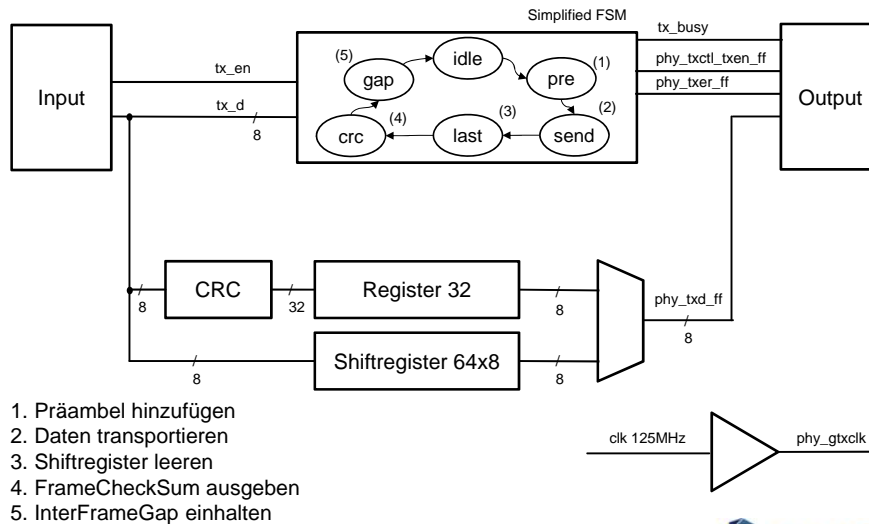 Simplified FSM
tx_busy
(5)
idle
gap
pre
(1)
phy_txctl_txen_ff
tx_en
phy_txer_ff
Input
Output
tx_d
8
crc
(4)
last
(3)
send
(2)
CRC
Register 32
8
32
8
phy_txd_ff
8
Shiftregister 64x8
8
8
1. Präambel hinzufügen
2. Daten transportieren
3. Shiftregister leeren
4. FrameCheckSum ausgeben
5. InterFrameGap einhalten
clk 125MHz
phy_gtxclk